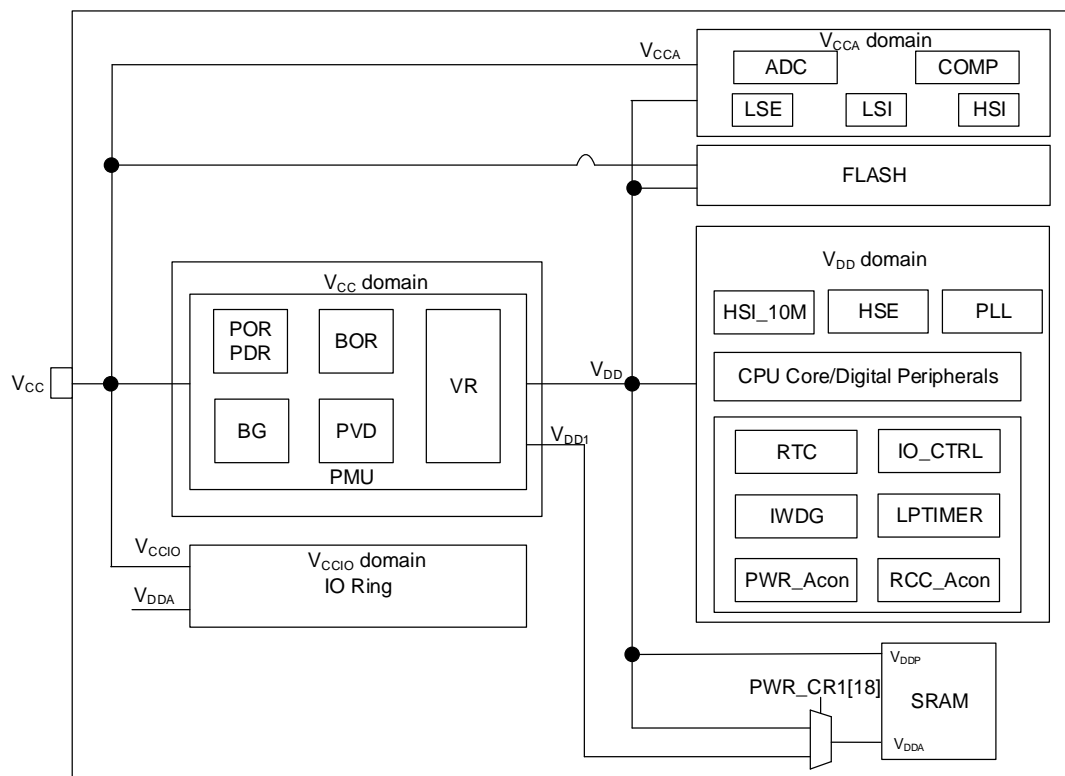 VCCA domain
VCCA
ADC
COMP
LSE
LSI
HSI
FLASH
VDD domain
HSI_10M
HSE
PLL
CPU Core/Digital Peripherals
RTC
IO_CTRL
IWDG
LPTIMER
PWR_Acon
RCC_Acon
VCC domain
POR
PDR
BOR
VR
BG
PVD
PMU
VCC
VDD
VDD1
VCCIO
VCCIO domain
IO Ring
VDDA
PWR_CR1[18]
VDDP
SRAM
VDDA